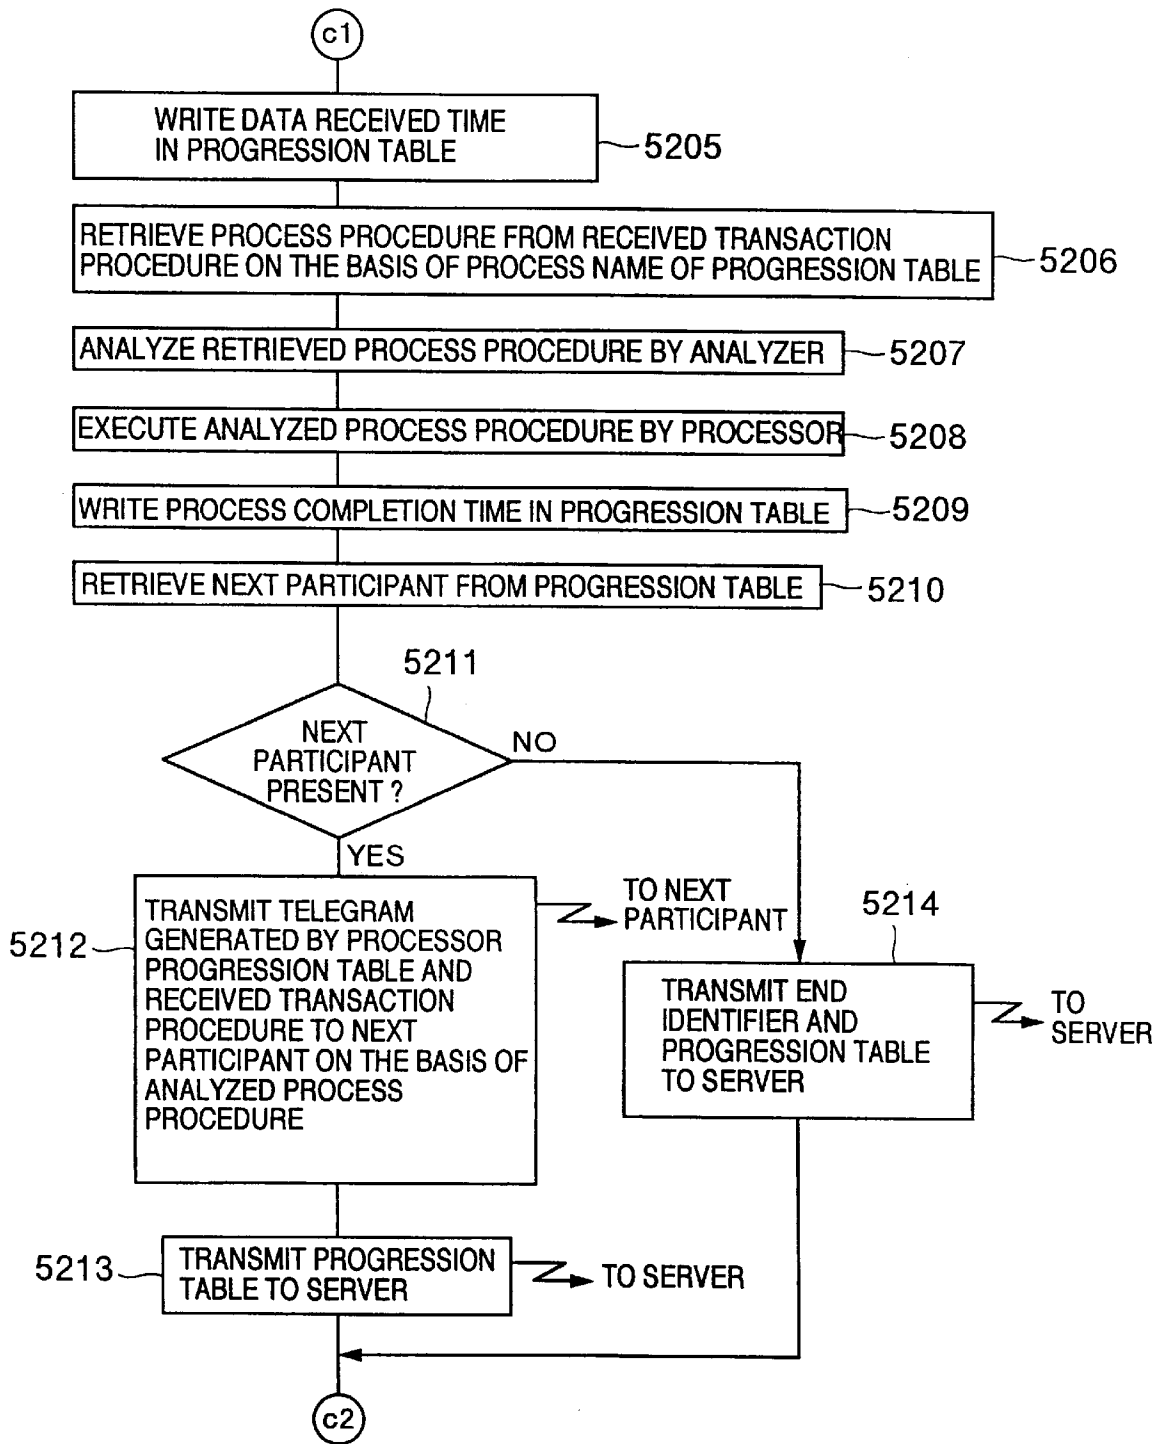 c1
WRITE DATA RECEIVED TIME
IN PROGRESSION TABLE
5205
RETRIEVE PROCESS PROCEDURE FROM RECEIVED TRANSACTION
PROCEDURE ON THE BASIS OF PROCESS NAME OF PROGRESSION TABLE
5206
ANALYZE RETRIEVED PROCESS PROCEDURE BY ANALYZER
5207
EXECUTE ANALYZED PROCESS PROCEDURE BY PROCESSOR
5208
WRITE PROCESS COMPLETION TIME IN PROGRESSION TABLE
5209
RETRIEVE NEXT PARTICIPANT FROM PROGRESSION TABLE
5210
5211
NEXT
PARTICIPANT
PRESENT ?
NO
YES
5212
TRANSMIT TELEGRAM
GENERATED BY PROCESSOR
PROGRESSION TABLE AND
RECEIVED TRANSACTION
PROCEDURE TO NEXT
PARTICIPANT ON THE BASIS OF
ANALYZED PROCESS
PROCEDURE
TO NEXT
PARTICIPANT
5214
TRANSMIT END
IDENTIFIER AND
PROGRESSION TABLE
TO SERVER
TO
SERVER
5213
TRANSMIT PROGRESSION
TABLE TO SERVER
TO SERVER
c2